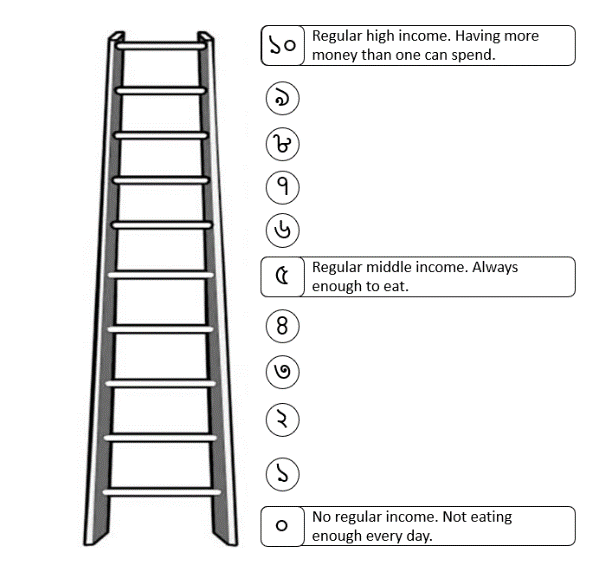 ১০ Regular high income. Having more
money than one can spend.
৯
৮
৭
৬
৫ Regular middle income. Always
enough to eat.
৪
৩
২
১
০ No regular income. Not eating
enough every day.